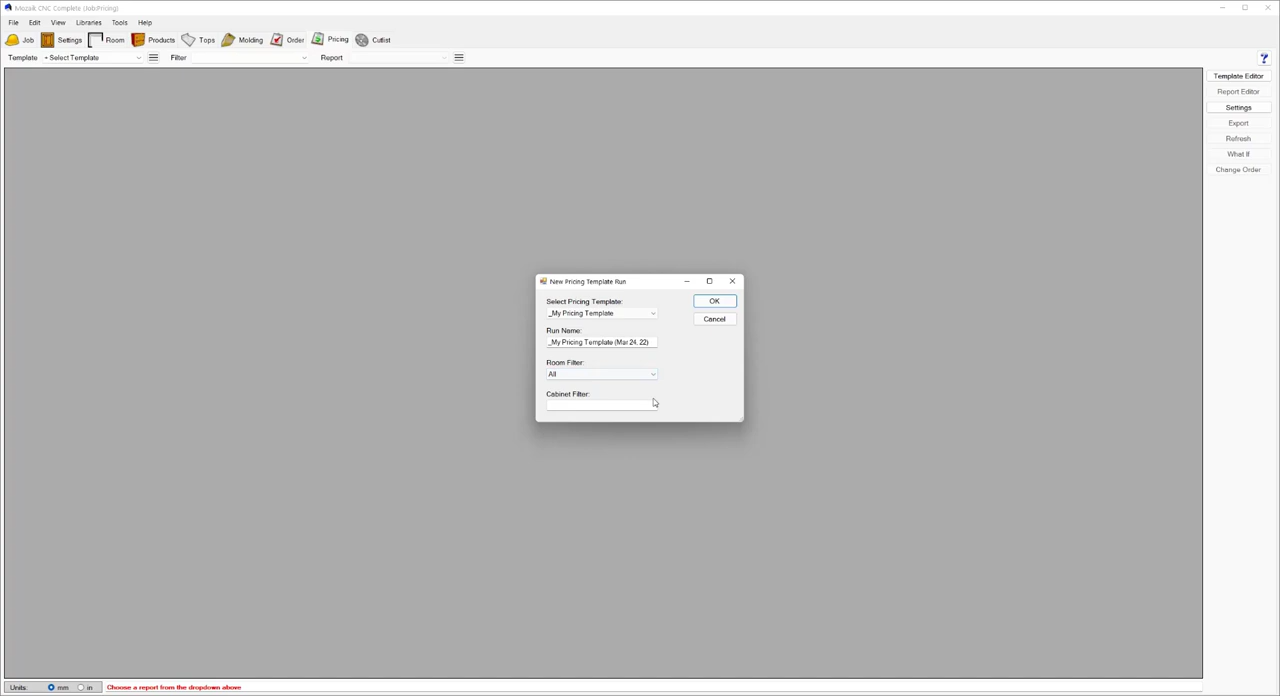 Mozaik CNC Complete (Job:Pricing)
File Edit View Libraries Tools Help
Job Settings Room Products Tops Molding Order Pricing Cutlist
Template + Select Template Filter Report
Template Editor
Report Editor
Settings
Export
Refresh
What If
Change Order
New Pricing Template Run
Select Pricing Template:
_My Pricing Template
OK
Cancel
Run Name:
_My Pricing Template (Mar 24, 22)
Room Filter:
All
Cabinet Filter:
Units: mm in Choose a report from the dropdown above